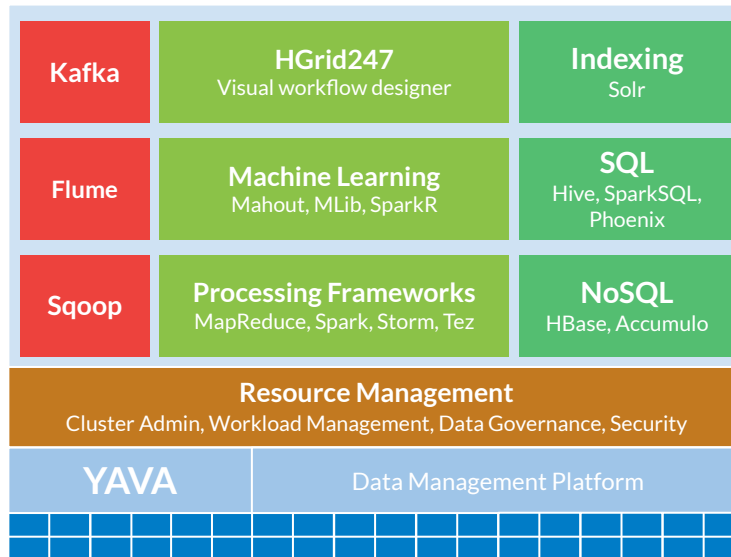 Kafka
HGrid247
Visual workflow designer
Indexing
Solr
Flume
Machine Learning
Mahout, MLib, SparkR
SQL
Hive, SparkSQL,
Phoenix
Sqoop
Processing Frameworks
MapReduce, Spark, Storm, Tez
NoSQL
HBase, Accumulo
Resource Management
Cluster Admin, Workload Management, Data Governance, Security
YAVA
Data Management Platform